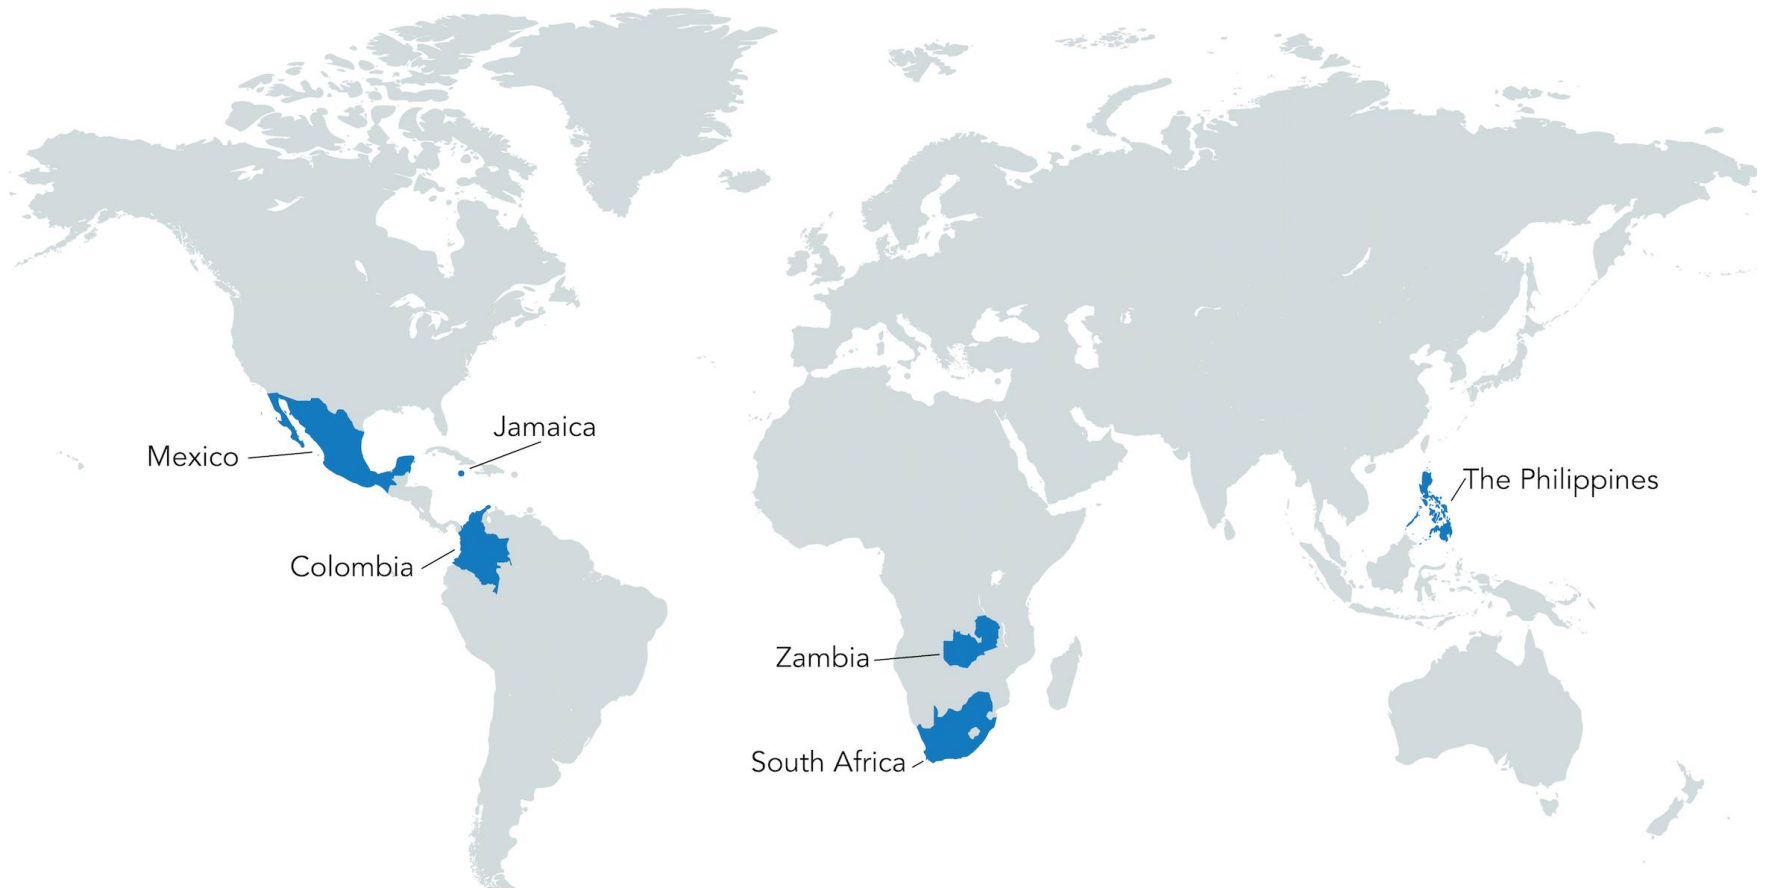 Jamaica
Mexico
The Philippines
Colombia
Zambia
South Africa